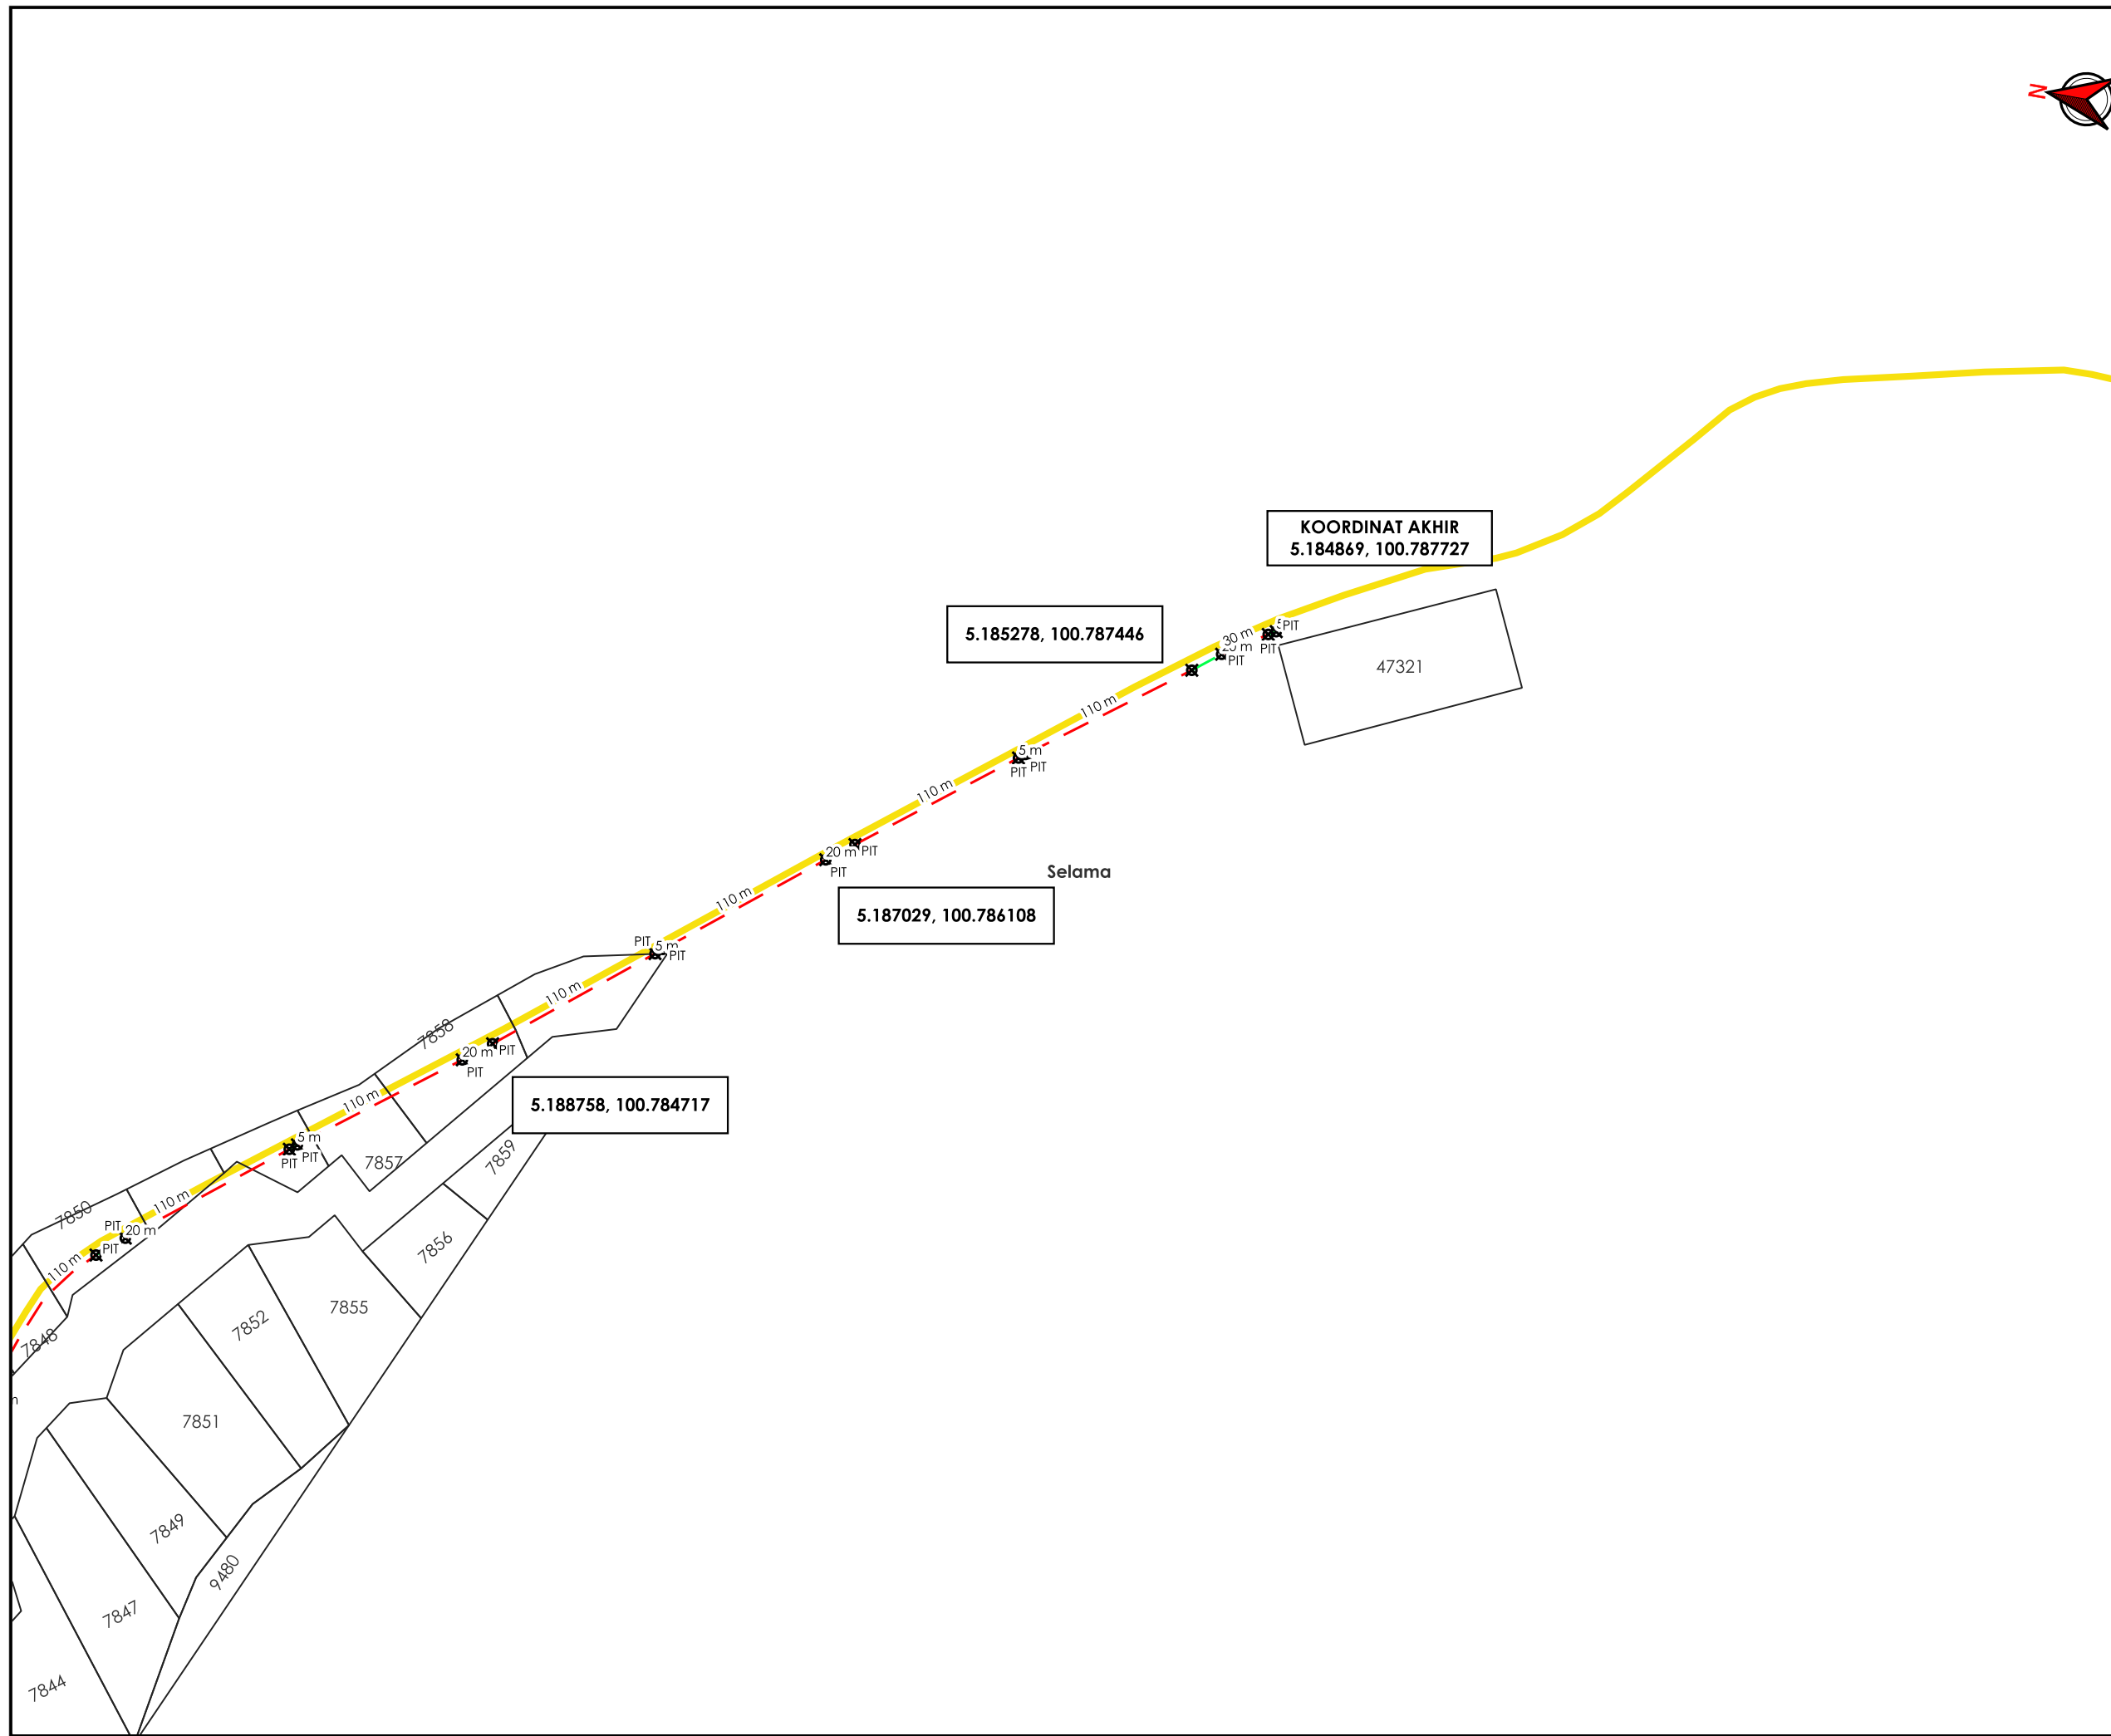 N
KOORDINAT AKHIR
5.184869, 100.787727
5.185278, 100.787446
30 m
PIT
PIT
PIT
47321
110 m
5 m
PIT
PIT
110 m
20 m
PIT
PIT
Selama
110 m
5.187029, 100.786108
PIT
5 m
PIT
110 m
7858
20 m
PIT
PIT
110 m
5.188758, 100.784717
5 m
PIT
PIT
7857
7859
110 m
7850
PIT
20 m
PIT
110 m
7856
7855
7852
7848
7851
7849
9480
7847
7844